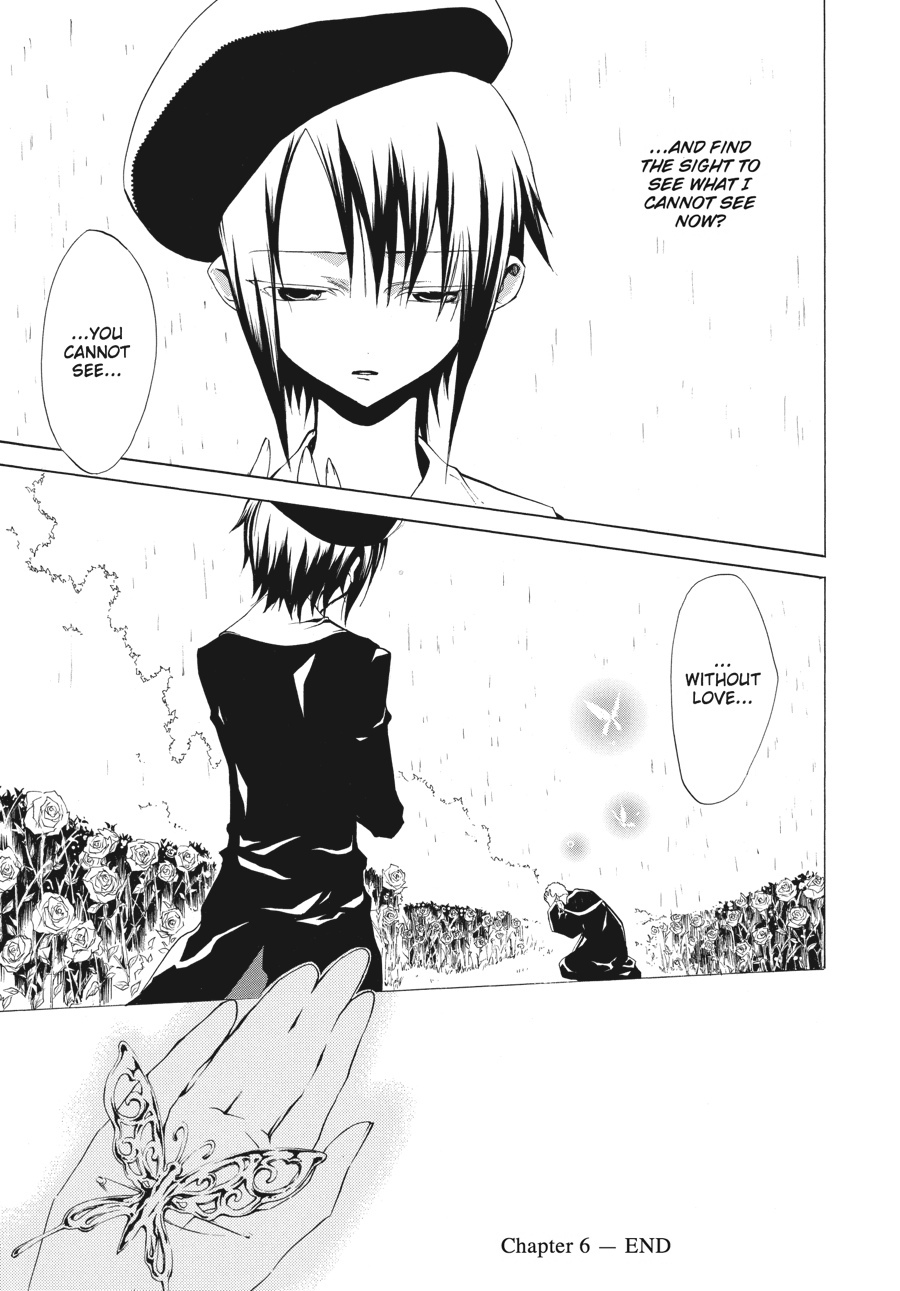 ...AND FIND
THE SIGHT TO
SEE WHAT I
CANNOT SEE
NOW?
...YOU
CANNOT
SEE...
...
WITHOUT
LOVE...
Chapter 6 — END